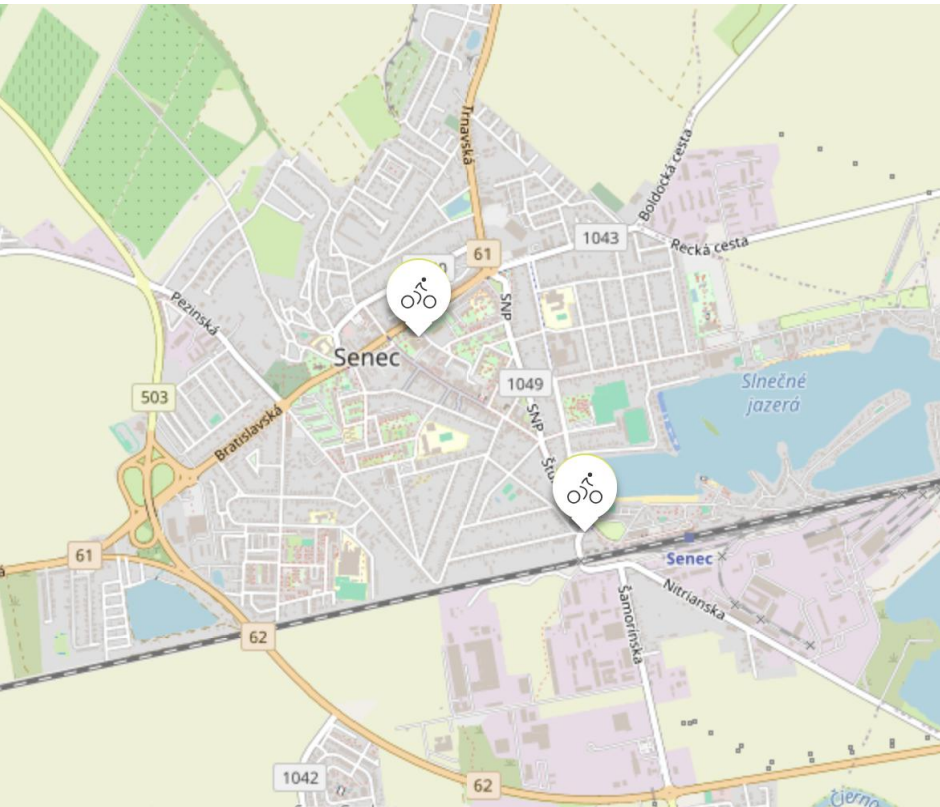 Trnavská
Boldocká cesta
61
1043
Recká cesta
Pezinská
SNP
Senec
1049
Slnečné
jazerá
503
SNP
Bratislavská
61
Senec
Nitrianska
Šamorínska
62
1042
62